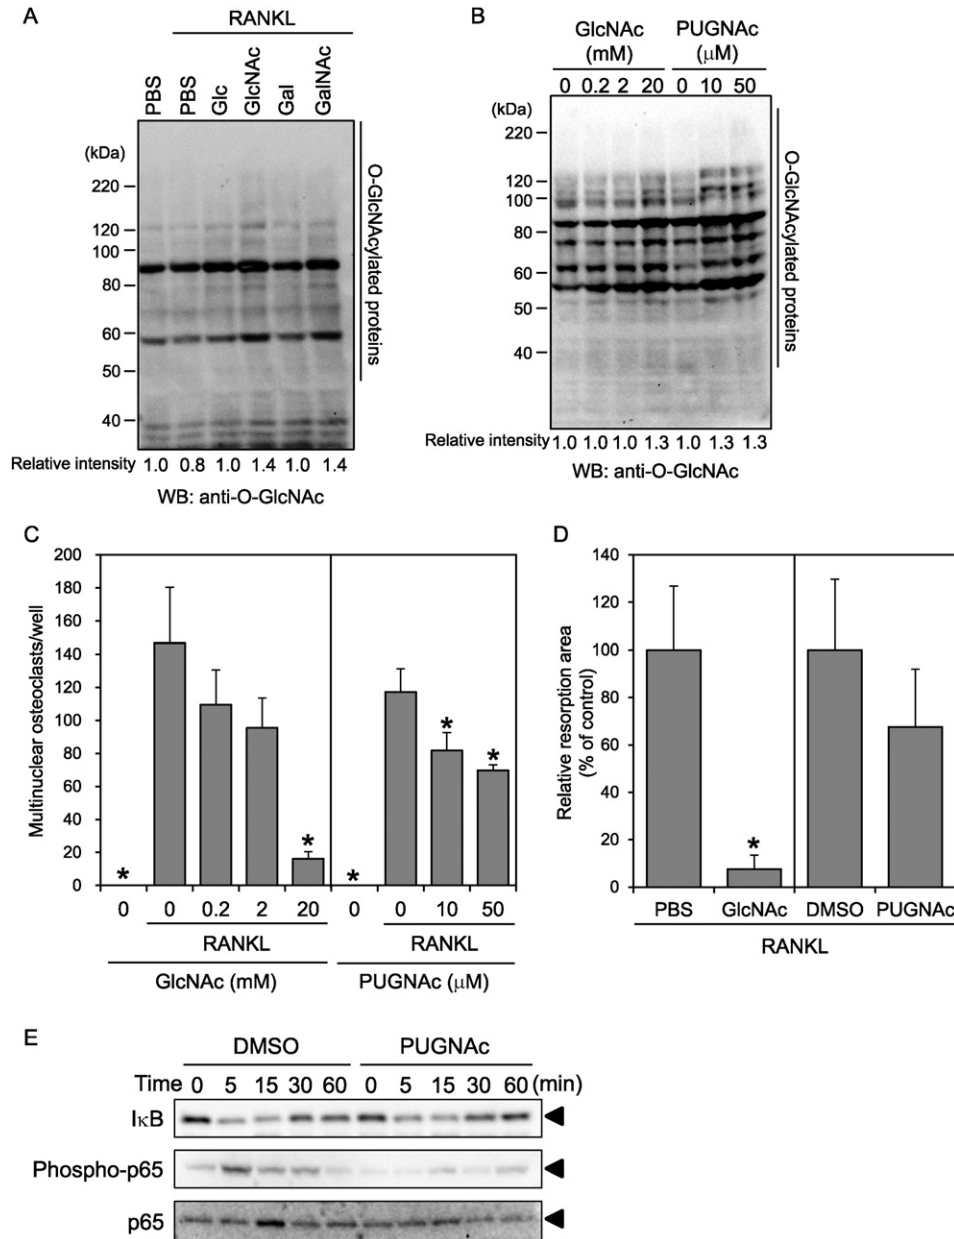 A
RANKL
PBS PBS Glc GlcNAc Gal GalNAc
(kDa)
220
120
100
80
60
50
40
O-GlcNAcylated proteins
Relative intensity 1.0 0.8 1.0 1.4 1.0 1.4
WB: anti-O-GlcNAc
B
GlcNAc PUGNAc
(mM) (μM)
0 0.2 2 20 0 10 50
(kDa)
220
120
100
80
60
50
40
O-GlcNAcylated proteins
Relative intensity 1.0 1.0 1.0 1.3 1.0 1.3 1.3
WB: anti-O-GlcNAc
C
Multinuclear osteoclasts/well
200
180
160
140
120
100
80
60
40
20
0
* * * * *
0 0 0.2 2 20 0 0 10 50
RANKL RANKL
GlcNAc (mM) PUGNAc (μM)
D
Relative resorption area
(% of control)
140
120
100
80
60
40
20
0
*
PBS GlcNAc DMSO PUGNAc
RANKL
E
DMSO PUGNAc
Time 0 5 15 30 60 0 5 15 30 60 (min)
IκB
Phospho-p65
p65